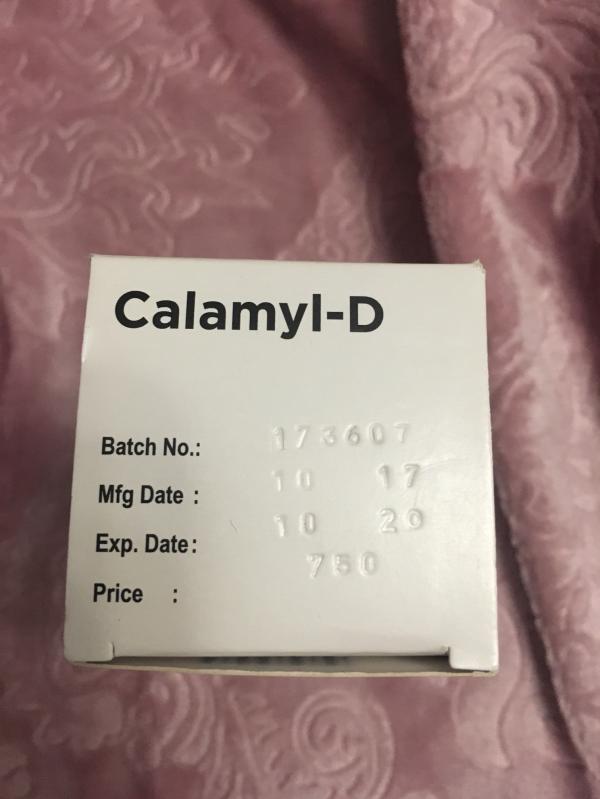 Calamyl-D
Batch No.: 173607
Mfg Date : 10 17
Exp. Date: 10 20
Price : 750